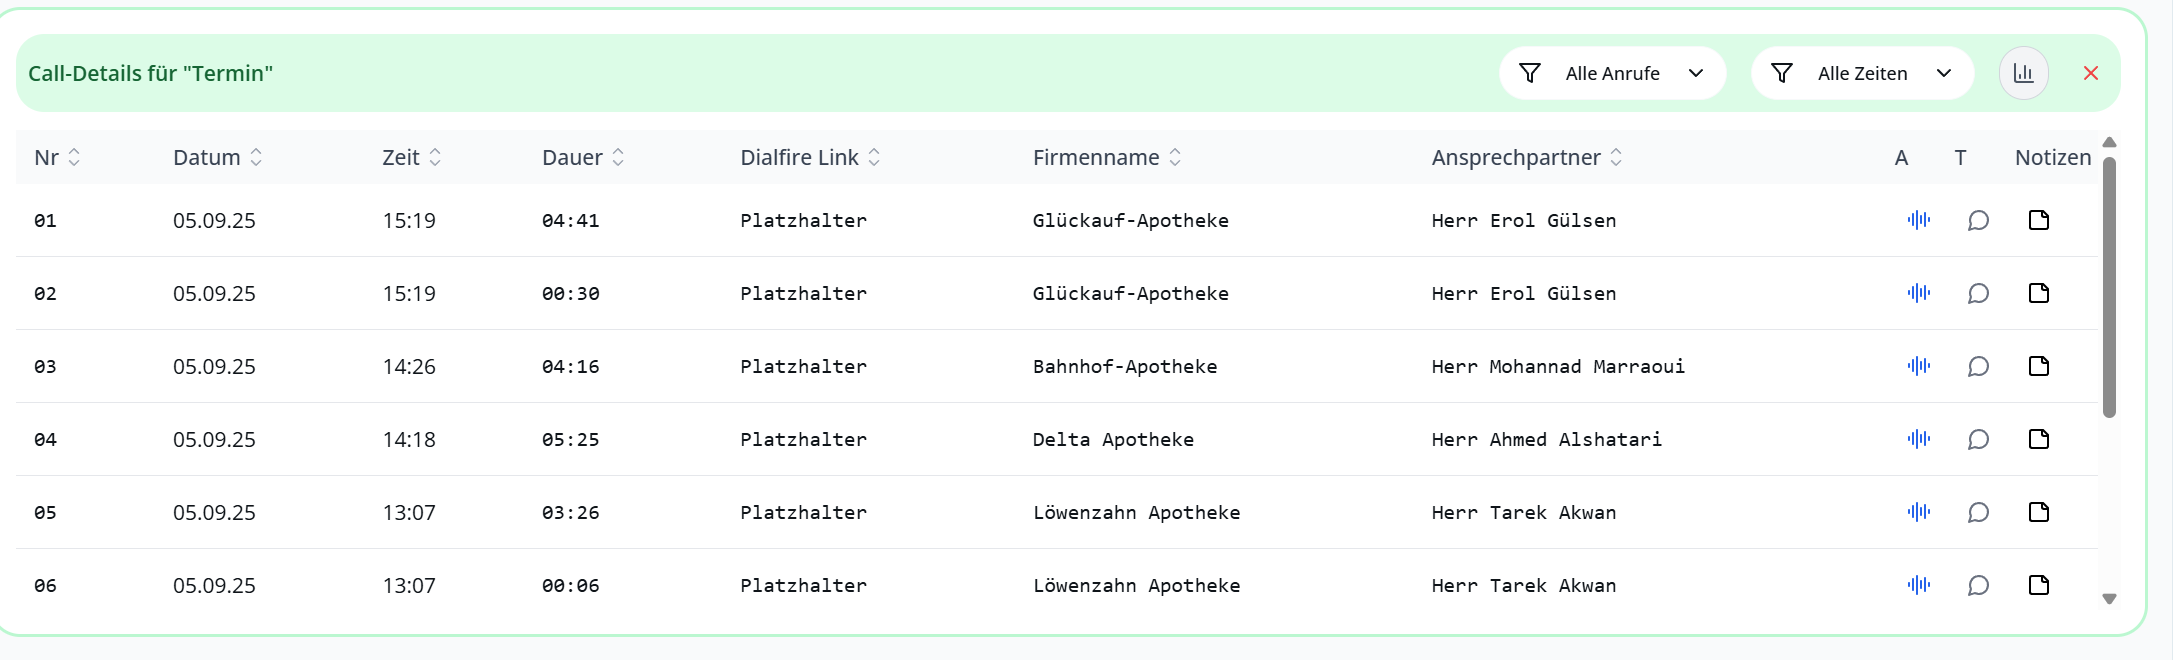 Call-Details für "Termin" Alle Anrufe Alle Zeiten
Nr Datum Zeit Dauer Dialfire Link Firmenname Ansprechpartner A T Notizen
01 05.09.25 15:19 04:41 Platzhalter Glückauf-Apotheke Herr Erol Gülsen
02 05.09.25 15:19 00:30 Platzhalter Glückauf-Apotheke Herr Erol Gülsen
03 05.09.25 14:26 04:16 Platzhalter Bahnhof-Apotheke Herr Mohannad Marraoui
04 05.09.25 14:18 05:25 Platzhalter Delta Apotheke Herr Ahmed Alshatari
05 05.09.25 13:07 03:26 Platzhalter Löwenzahn Apotheke Herr Tarek Akwan
06 05.09.25 13:07 00:06 Platzhalter Löwenzahn Apotheke Herr Tarek Akwan